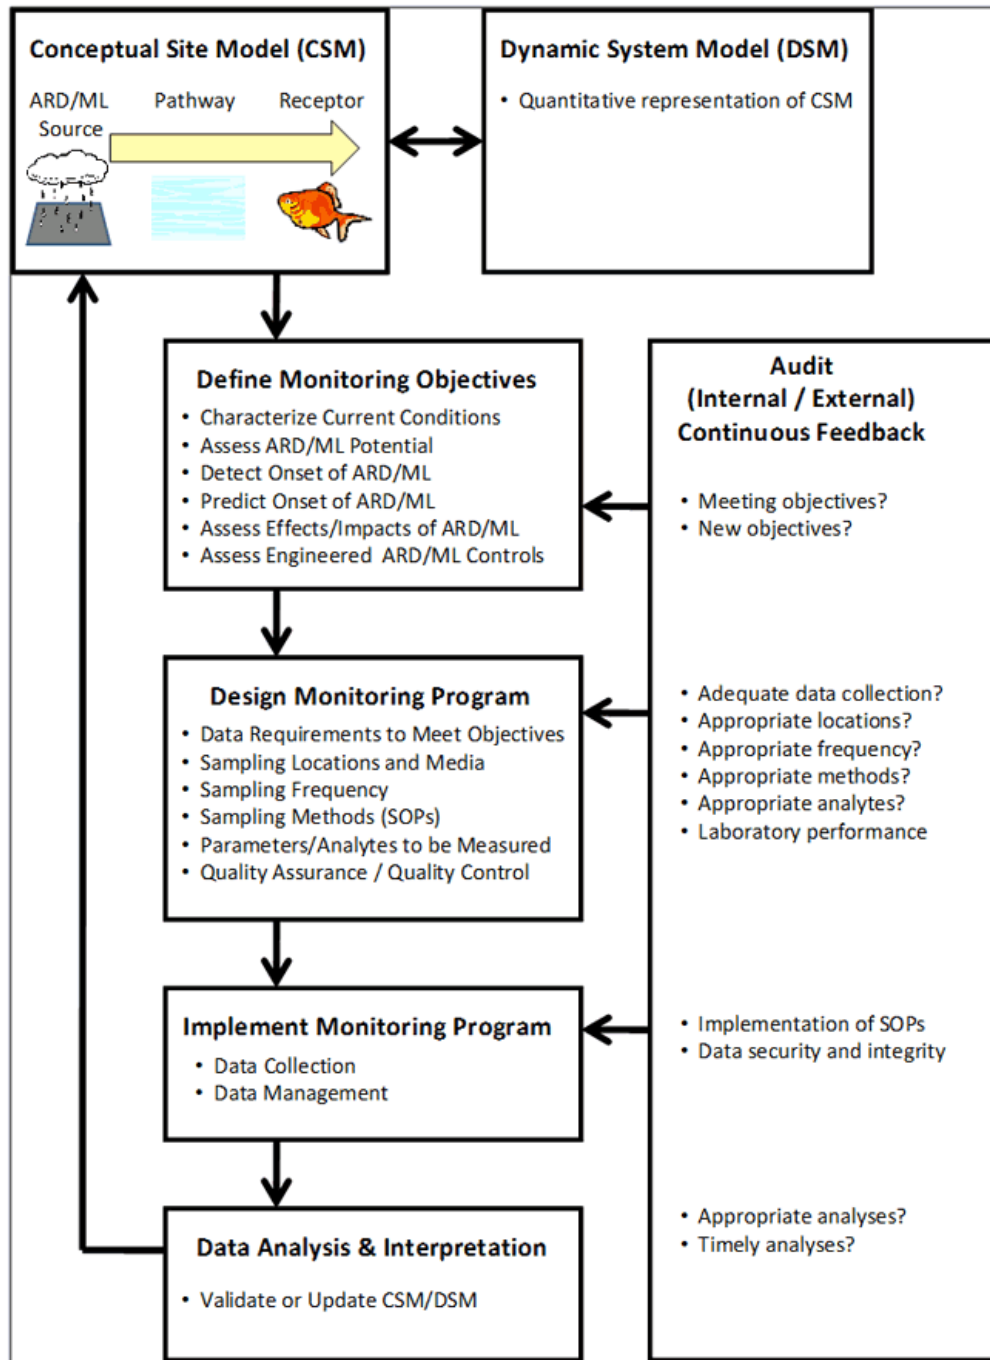 Conceptual Site Model (CSM)
ARD/ML
Source
Pathway
Receptor
Dynamic System Model (DSM)
• Quantitative representation of CSM
Define Monitoring Objectives
• Characterize Current Conditions
• Assess ARD/ML Potential
• Detect Onset of ARD/ML
• Predict Onset of ARD/ML
• Assess Effects/Impacts of ARD/ML
• Assess Engineered ARD/ML Controls
Audit
(Internal / External)
Continuous Feedback
• Meeting objectives?
• New objectives?
Design Monitoring Program
• Data Requirements to Meet Objectives
• Sampling Locations and Media
• Sampling Frequency
• Sampling Methods (SOPs)
• Parameters/Analytes to be Measured
• Quality Assurance / Quality Control
• Adequate data collection?
• Appropriate locations?
• Appropriate frequency?
• Appropriate methods?
• Appropriate analytes?
• Laboratory performance
Implement Monitoring Program
• Data Collection
• Data Management
• Implementation of SOPs
• Data security and integrity
Data Analysis & Interpretation
• Validate or Update CSM/DSM
• Appropriate analyses?
• Timely analyses?